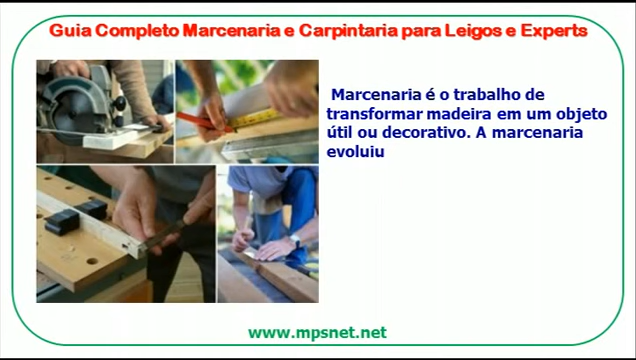 Guia Completo Marcenaria e Carpintaria para Leigos e Experts
Marcenaria é o trabalho de
transformar madeira em um objeto
útil ou decorativo. A marcenaria
evoluiu
www.mpsnet.net